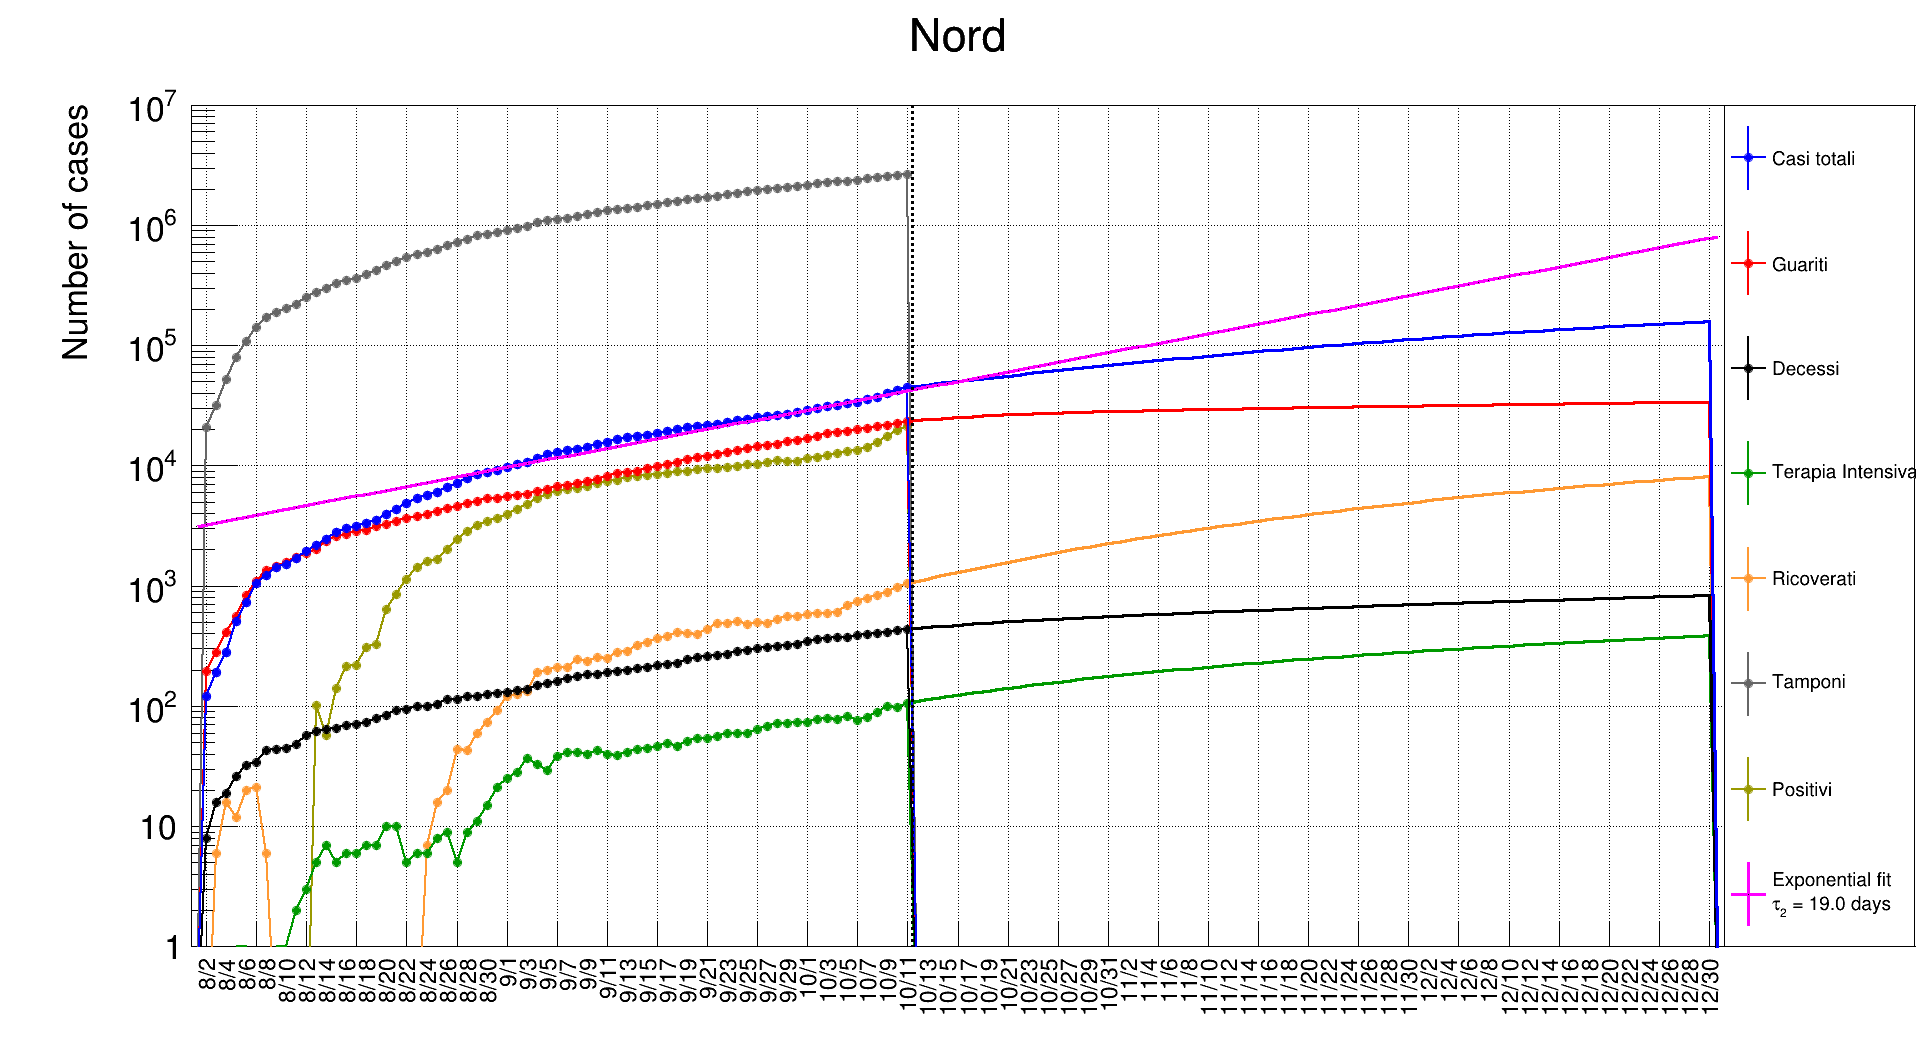 Nord
Number of cases
10^7
10^6
10^5
10^4
10^3
10^2
10
1
8/2 8/4 8/6 8/8 8/10 8/12 8/14 8/16 8/18 8/20 8/22 8/24 8/26 8/28 8/30 9/1 9/3 9/5 9/7 9/9 9/11 9/13 9/15 9/17 9/19 9/21 9/23 9/25 9/27 9/29 10/1 10/3 10/5 10/7 10/9 10/11 10/13 10/15 10/17 10/19 10/21 10/23 10/25 10/27 10/29 10/31 11/2 11/4 11/6 11/8 11/10 11/12 11/14 11/16 11/18 11/20 11/22 11/24 11/26 11/28 11/30 12/2 12/4 12/6 12/8 12/10 12/12 12/14 12/16 12/18 12/20 12/22 12/24 12/26 12/28 12/30
Casi totali
Guariti
Decessi
Terapia Intensiva
Ricoverati
Tamponi
Positivi
Exponential fit
τ₂ = 19.0 days